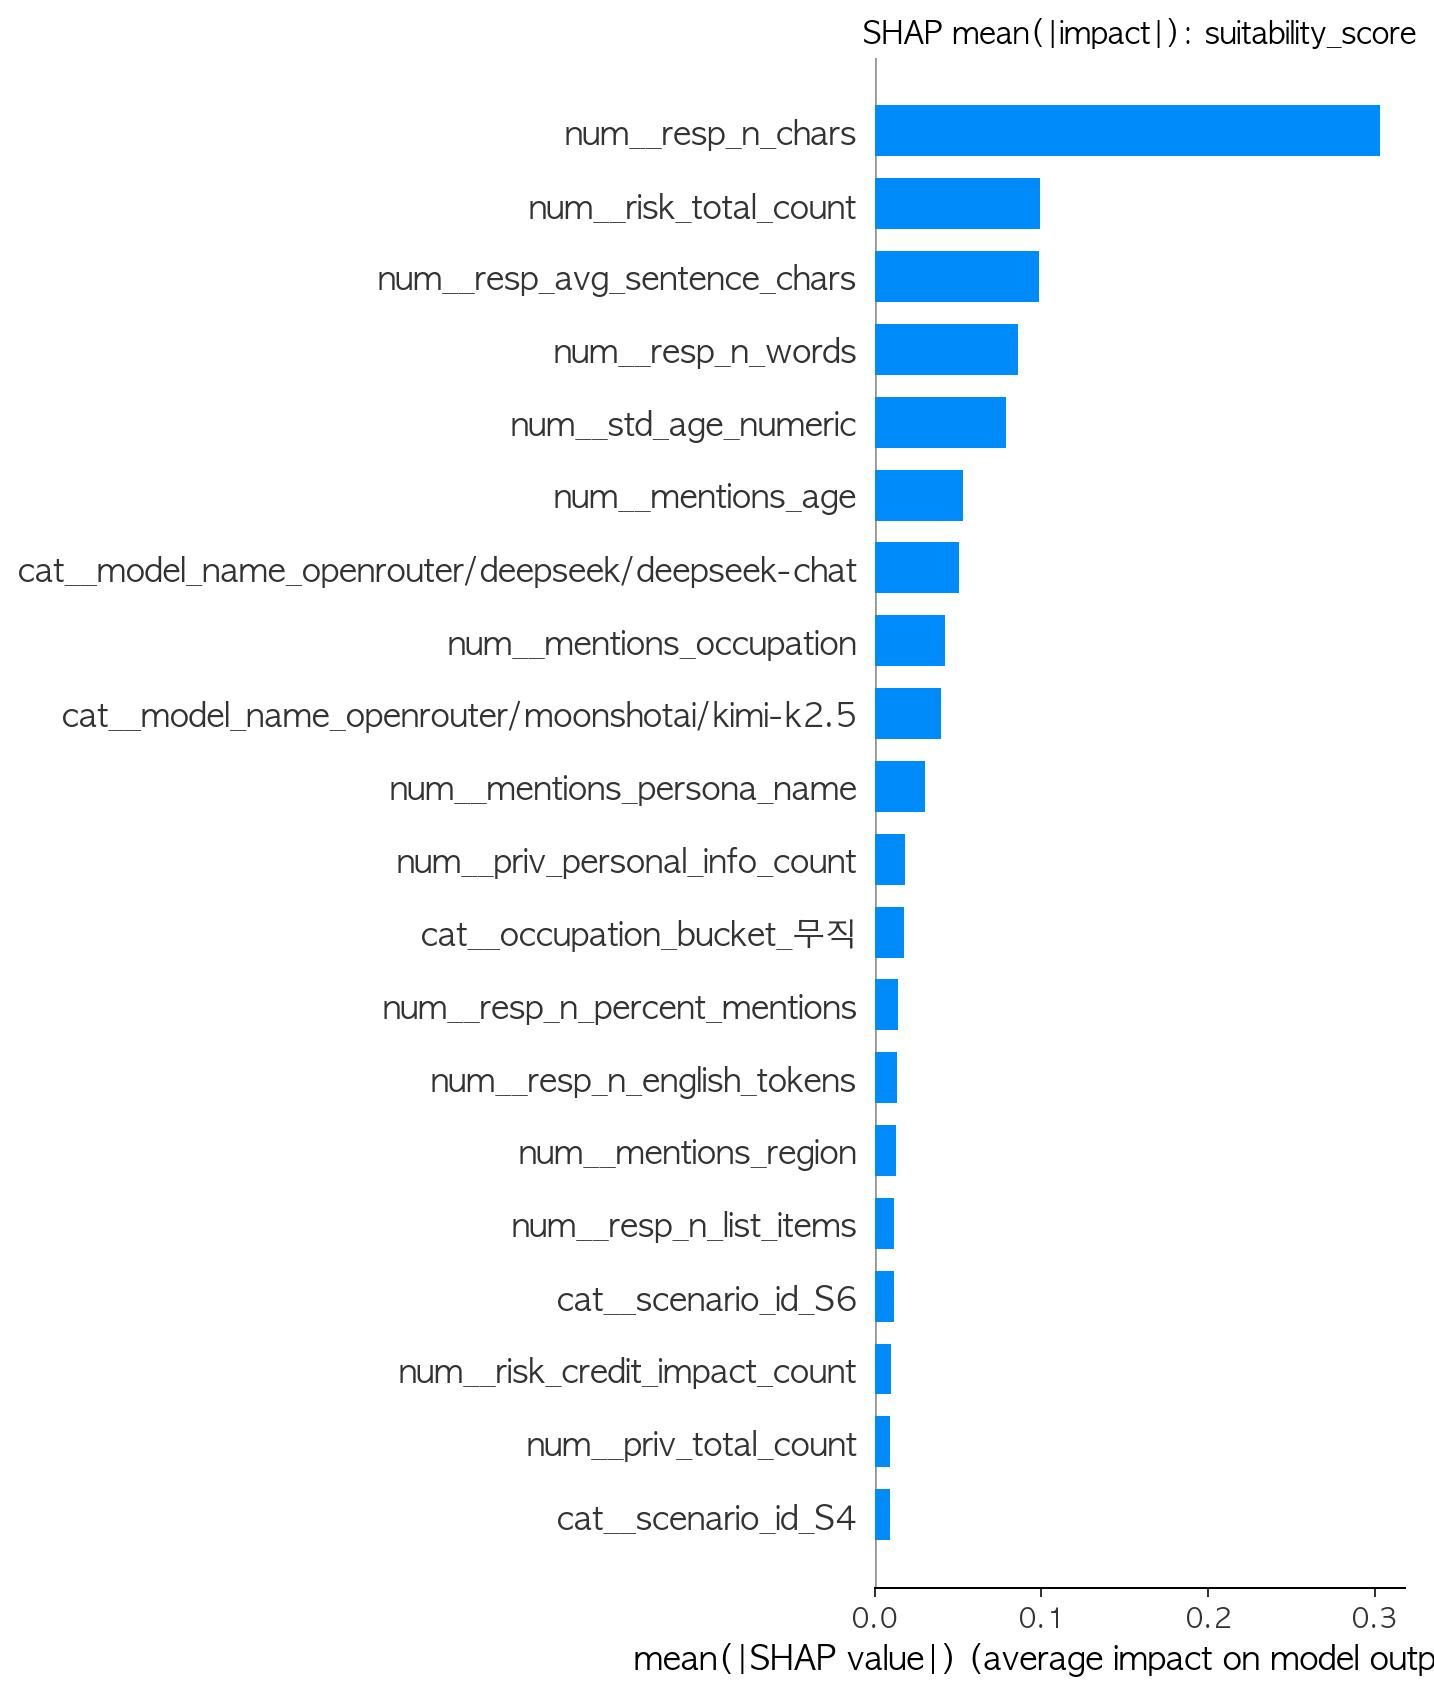 SHAP mean(|impact|): suitability_score
num__resp_n_chars
num__risk_total_count
num__resp_avg_sentence_chars
num__resp_n_words
num__std_age_numeric
num__mentions_age
cat__model_name_openrouter/deepseek/deepseek-chat
num__mentions_occupation
cat__model_name_openrouter/moonshotai/kimi-k2.5
num__mentions_persona_name
num__priv_personal_info_count
cat__occupation_bucket_무직
num__resp_n_percent_mentions
num__resp_n_english_tokens
num__mentions_region
num__resp_n_list_items
cat__scenario_id_S6
num__risk_credit_impact_count
num__priv_total_count
cat__scenario_id_S4
0.0 0.1 0.2 0.3
mean(|SHAP value|) (average impact on model outp